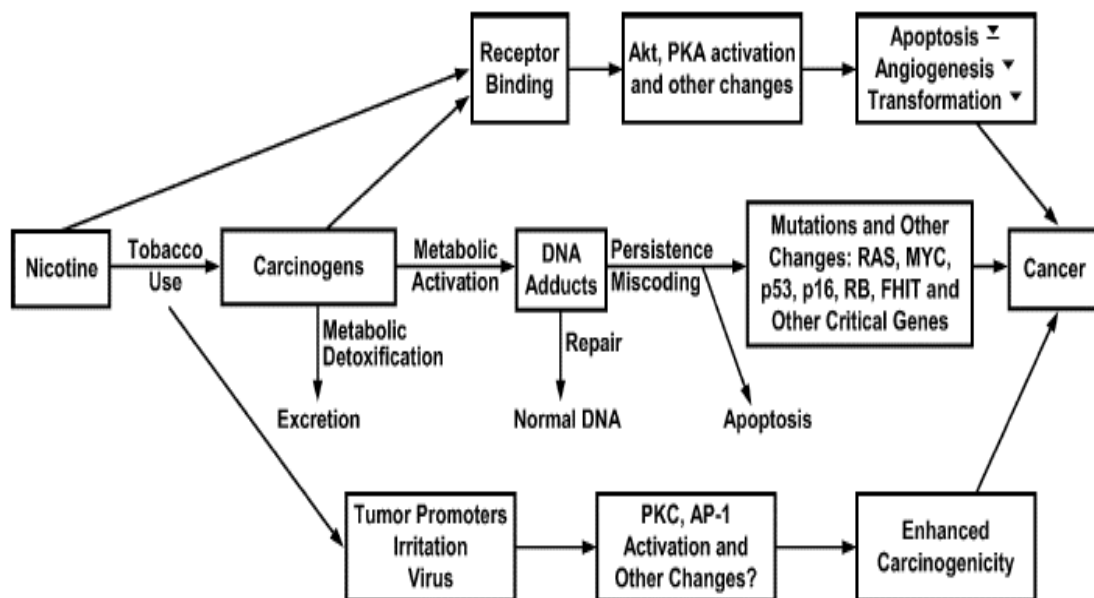 Receptor
Binding
Akt, PKA activation
and other changes
Apoptosis
Angiogenesis
Transformation
Nicotine
Tobacco
Use
Carcinogens
Metabolic
Activation
DNA
Adducts
Persistence
Miscoding
Mutations and Other
Changes: RAS, MYC,
p53, p16, RB, FHIT and
Other Critical Genes
Cancer
Metabolic
Detoxification
Repair
Excretion
Normal DNA
Apoptosis
Tumor Promoters
Irritation
Virus
PKC, AP-1
Activation and
Other Changes?
Enhanced
Carcinogenicity